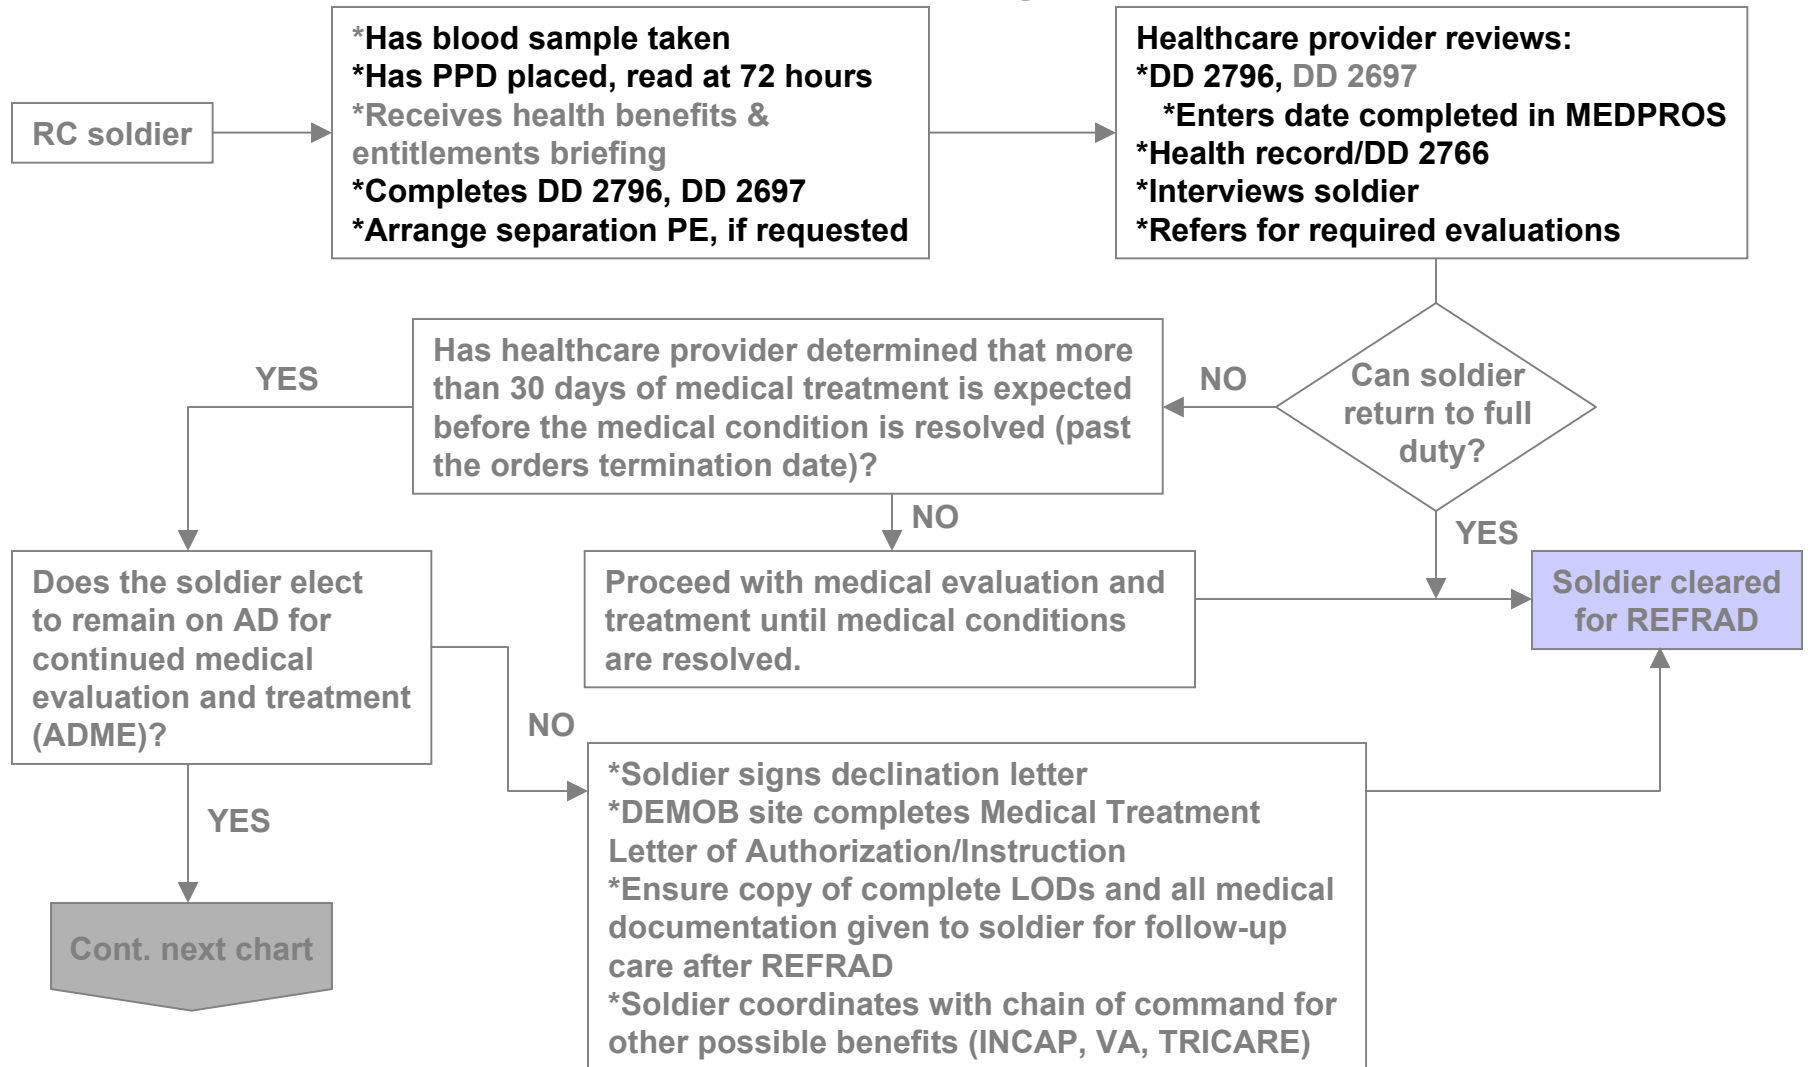 RC soldier
*Has blood sample taken
*Has PPD placed, read at 72 hours
*Receives health benefits &
entitlements briefing
*Completes DD 2796, DD 2697
*Arrange separation PE, if requested
Healthcare provider reviews:
*DD 2796, DD 2697
*Enters date completed in MEDPROS
*Health record/DD 2766
*Interviews soldier
*Refers for required evaluations
Can soldier
return to full
duty?
NO
YES
Has healthcare provider determined that more
than 30 days of medical treatment is expected
before the medical condition is resolved (past
the orders termination date)?
YES
NO
Proceed with medical evaluation and
treatment until medical conditions
are resolved.
Soldier cleared
for REFRAD
Does the soldier elect
to remain on AD for
continued medical
evaluation and treatment
(ADME)?
NO
YES
*Soldier signs declination letter
*DEMOB site completes Medical Treatment
Letter of Authorization/Instruction
*Ensure copy of complete LODs and all medical
documentation given to soldier for follow-up
care after REFRAD
*Soldier coordinates with chain of command for
other possible benefits (INCAP, VA, TRICARE)
Cont. next chart